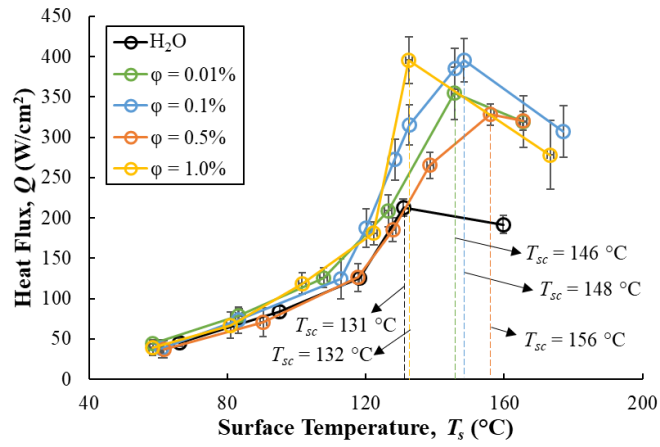 450
400
350
300
250
200
150
100
50
0
Heat Flux, Q (W/cm²)
H₂O
φ = 0.01%
φ = 0.1%
φ = 0.5%
φ = 1.0%
T_sc = 146 °C
T_sc = 131 °C
T_sc = 148 °C
T_sc = 132 °C
T_sc = 156 °C
40 80 120 160 200
Surface Temperature, T_s (°C)